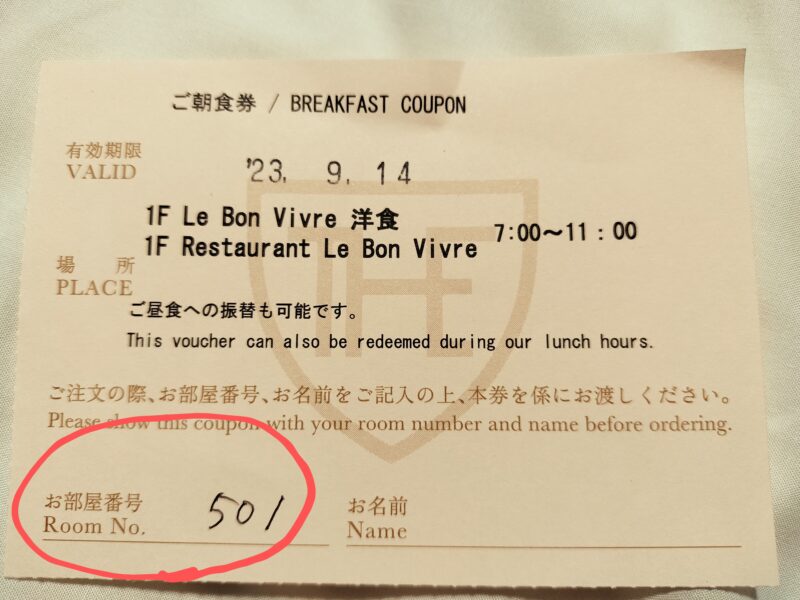 ご朝食券 / BREAKFAST COUPON
有効期限
VALID
'23. 9. 14
1F Le Bon Vivre 洋食
1F Restaurant Le Bon Vivre
7:00～11：00
場 所
PLACE
ご昼食への振替も可能です。
This voucher can also be redeemed during our lunch hours.
ご注文の際、お部屋番号、お名前をご記入の上、本券を係にお渡しください。
Please show this coupon with your room number and name before ordering.
お部屋番号
Room No. 501
お名前
Name